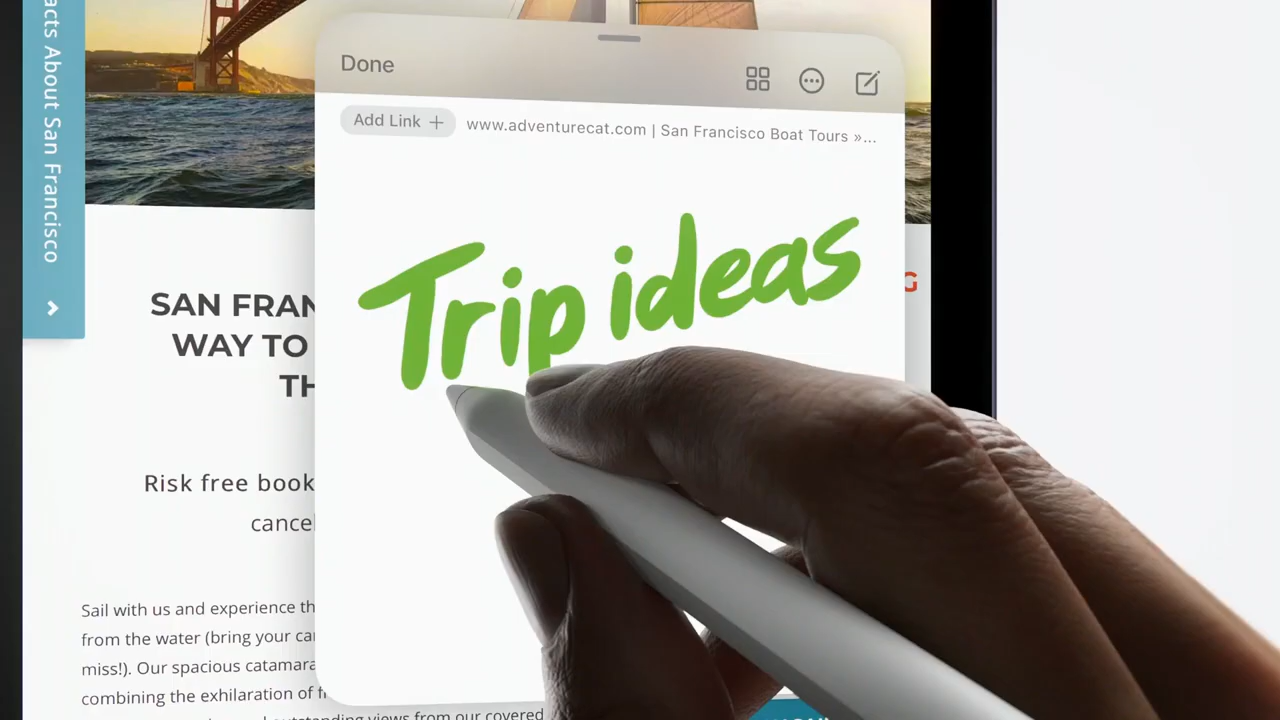 acts About San Francisco
Done
Add Link +
www.adventurecat.com | San Francisco Boat Tours »...
Trip ideas
G
SAN FRAN
WAY TO
TH
Risk free book
cance
Sail with us and experience th
from the water (bring your ca
miss!). Our spacious catamara
combining the exhilaration of f
outstanding views from our covered